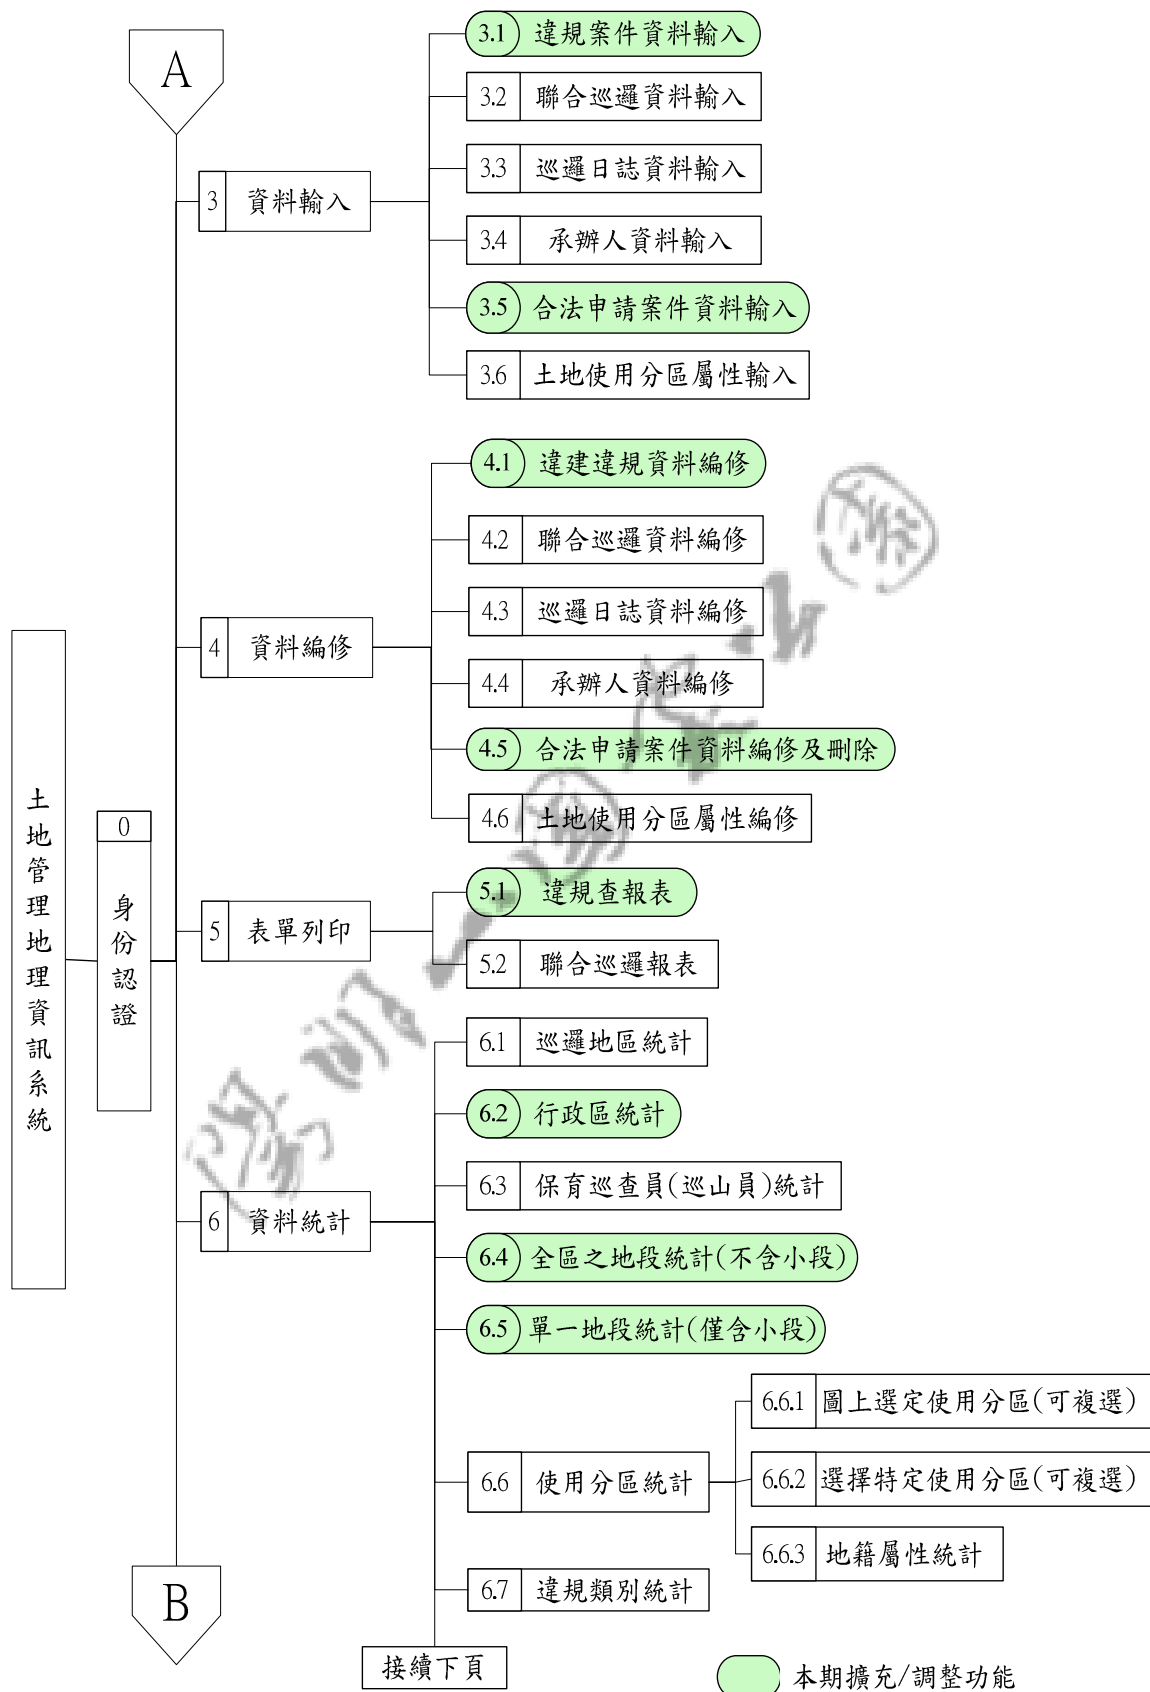 A
3.1 違規案件資料輸入
3.2 聯合巡邏資料輸入
3.3 巡邏日誌資料輸入
3 資料輸入
3.4 承辦人資料輸入
3.5 合法申請案件資料輸入
3.6 土地使用分區屬性輸入
4.1 違建違規資料編修
4.2 聯合巡邏資料編修
4.3 巡邏日誌資料編修
4 資料編修
4.4 承辦人資料編修
4.5 合法申請案件資料編修及刪除
4.6 土地使用分區屬性編修
土地管理地理資訊系統
0
身份認證
5.1 違規查報表
5 表單列印
5.2 聯合巡邏報表
6.1 巡邏地區統計
6.2 行政區統計
6.3 保育巡查員(巡山員)統計
6 資料統計
6.4 全區之地段統計(不含小段)
6.5 單一地段統計(僅含小段)
6.6.1 圖上選定使用分區(可複選)
6.6 使用分區統計
6.6.2 選擇特定使用分區(可複選)
6.6.3 地籍屬性統計
6.7 違規類別統計
B
接續下頁
本期擴充/調整功能
陽明山國家公園